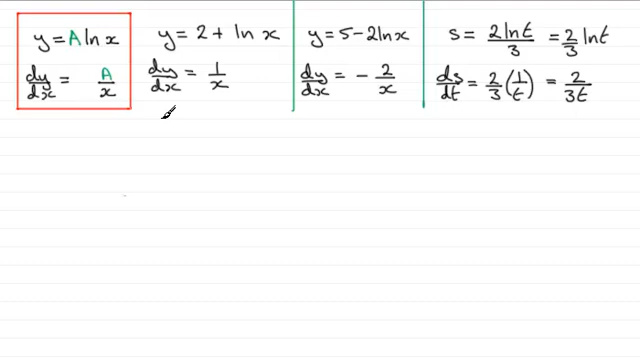 y = A ln x
dy/dx = A/x
y = 2 + ln x
dy/dx = 1/x
y = 5 - 2 ln x
dy/dx = - 2/x
s = 2 ln t/3 = 2/3 ln t
ds/dt = 2/3 (1/t) = 2/3t